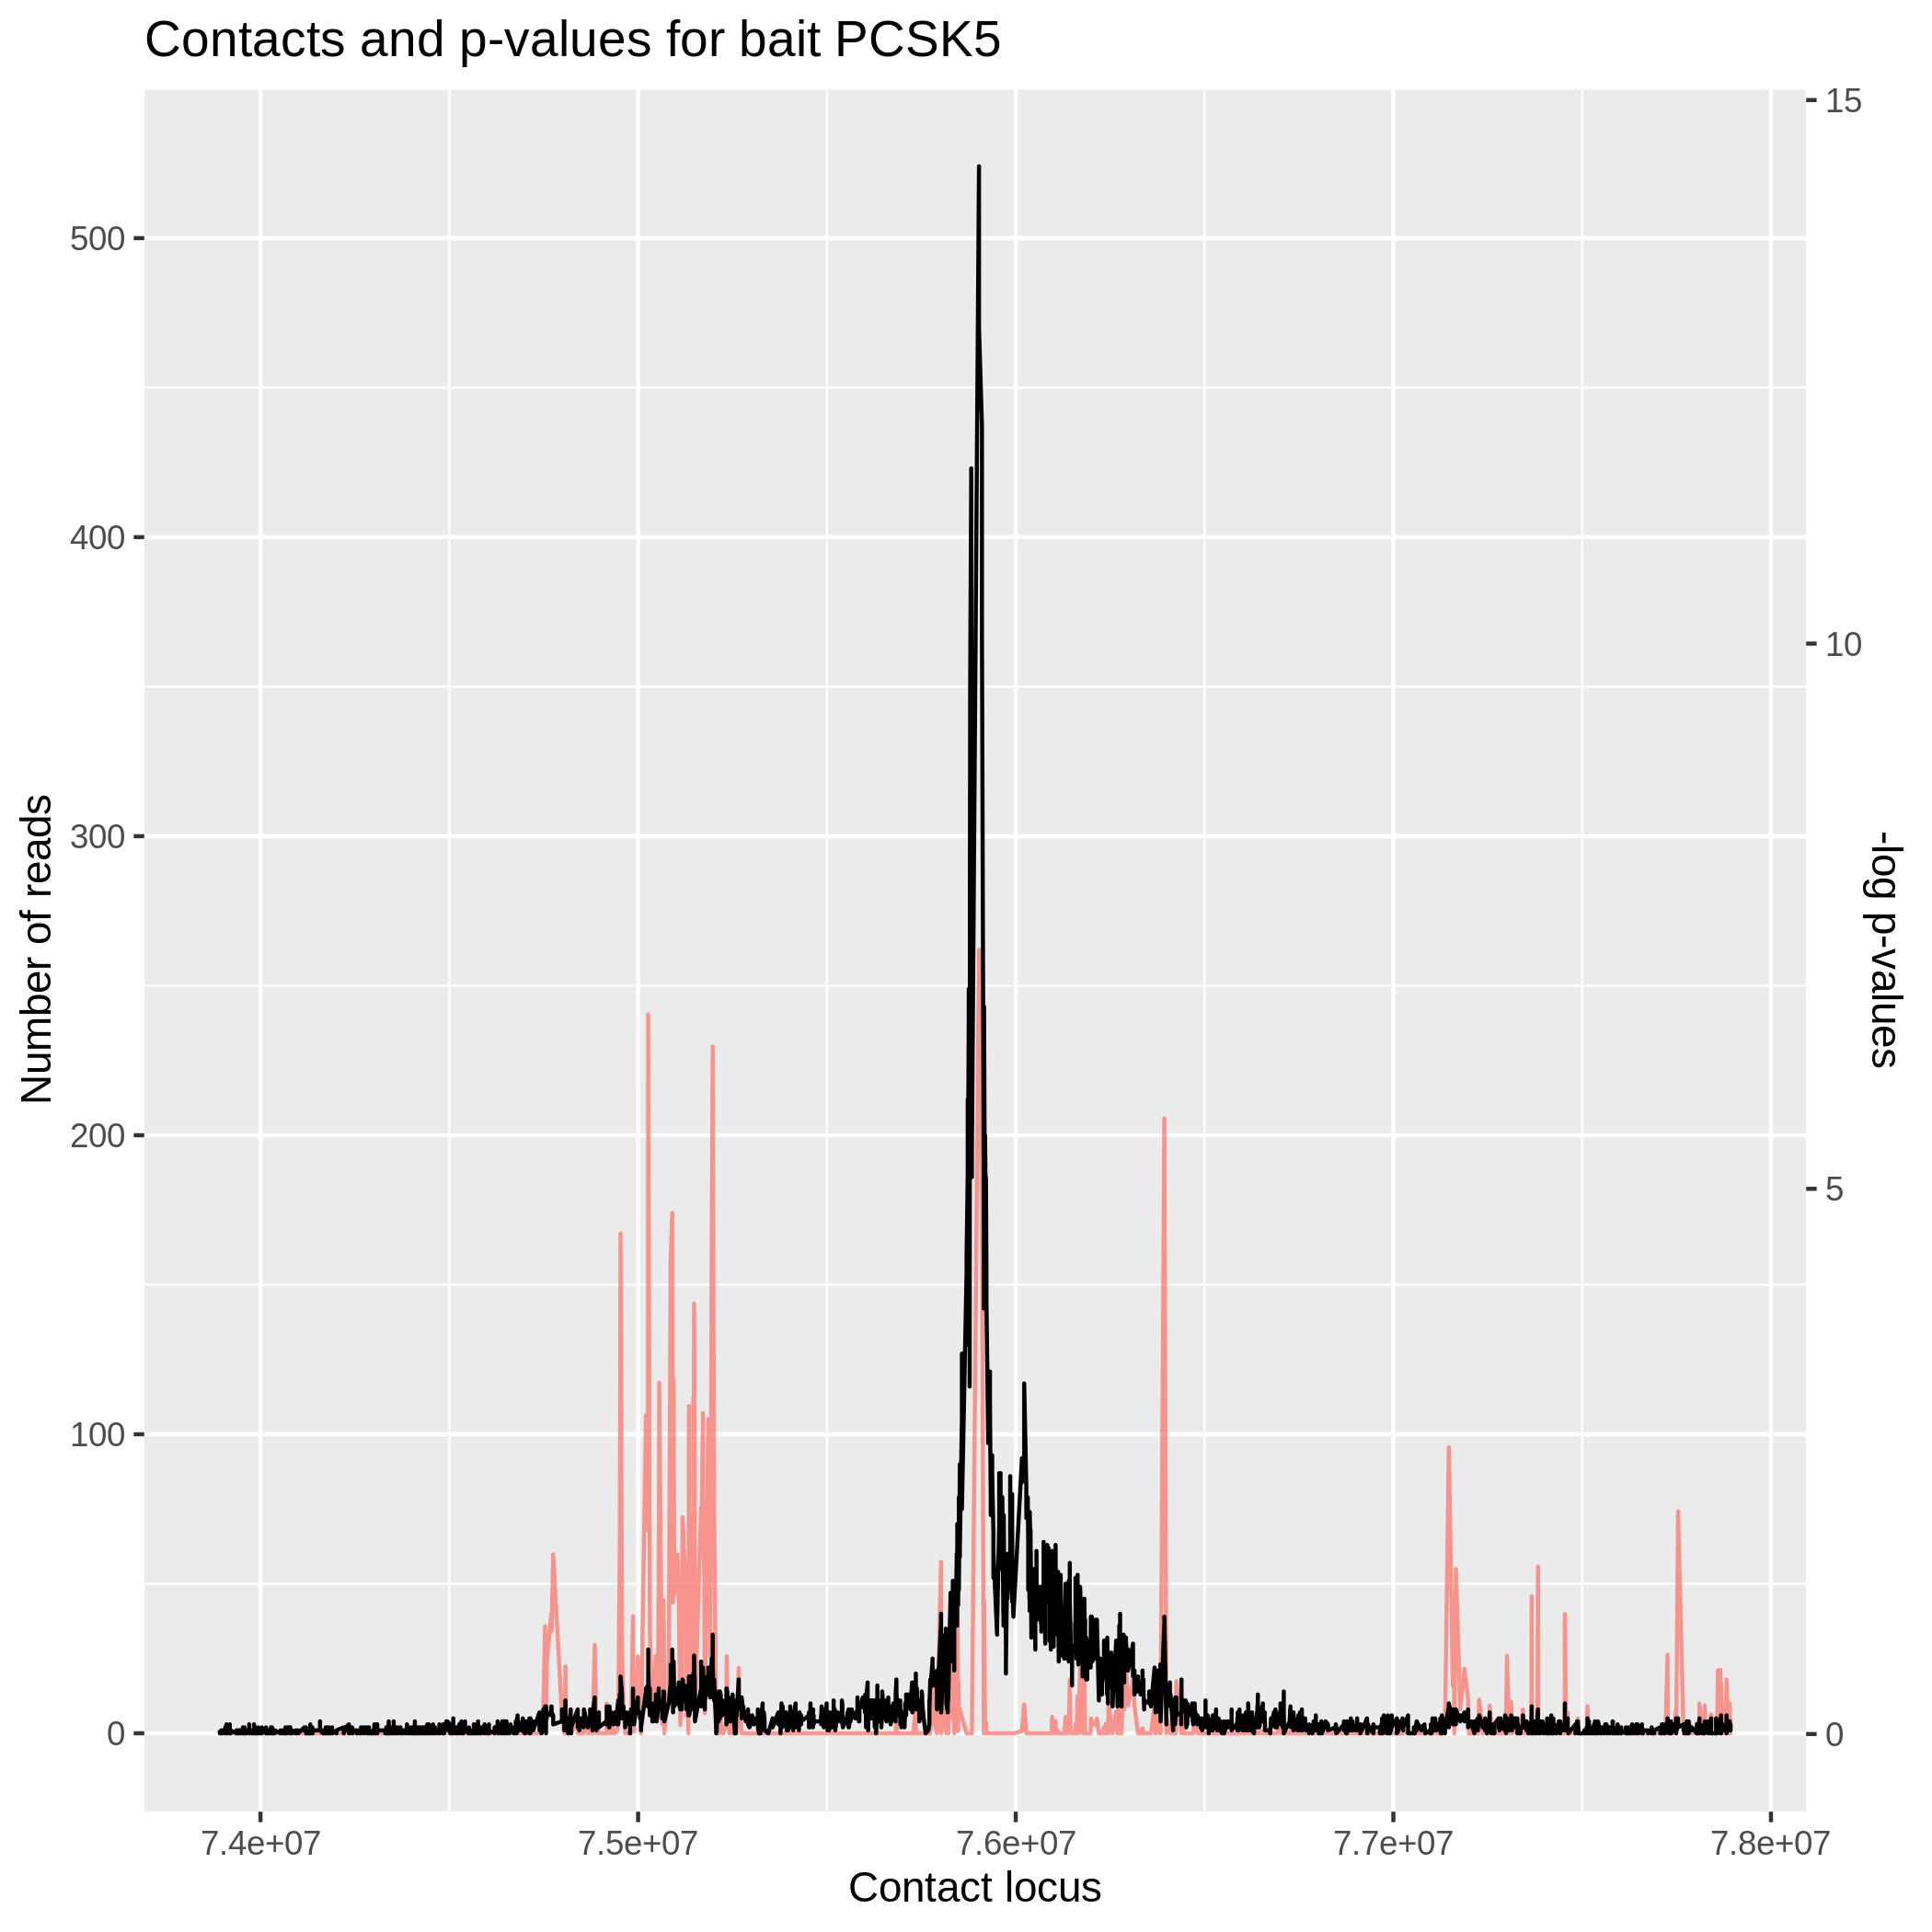 Contacts and p-values for bait PCSK5
15
500
400
10
300
Number of reads
-log p-values
200
5
100
0
0
7.4e+07
7.5e+07
7.6e+07
7.7e+07
7.8e+07
Contact locus